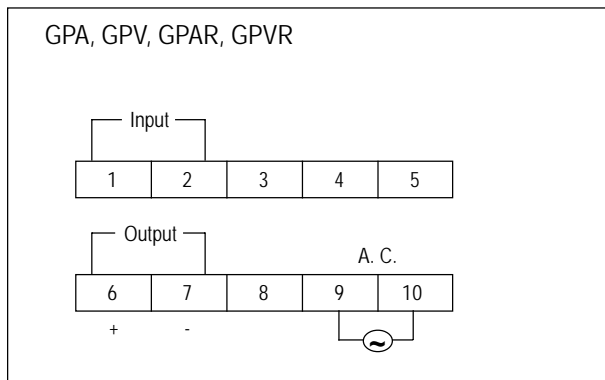 GPA, GPV, GPAR, GPVR
Input
1 2 3 4 5
Output
A. C.
6 7 8 9 10
+ -
~